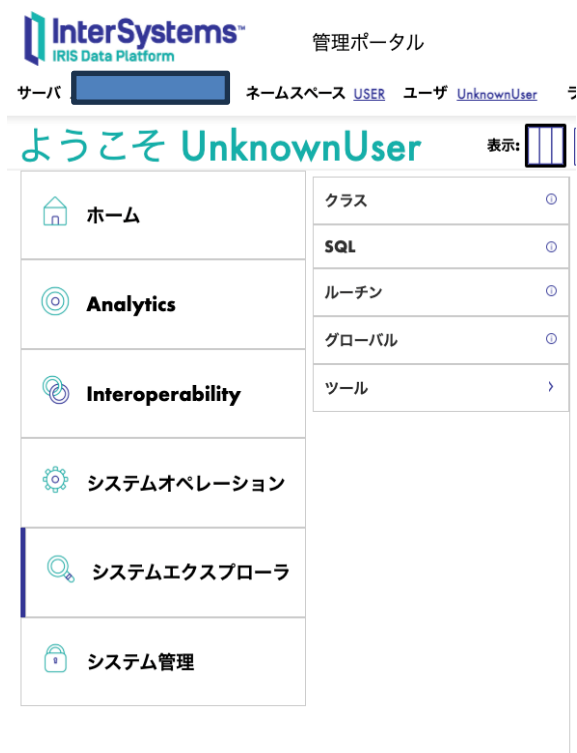 InterSystems™
IRIS Data Platform
管理ポータル
サーバ ネームスペース USER ユーザ UnknownUser
ようこそ UnknownUser 表示:
ホーム
Analytics
Interoperability
システムオペレーション
システムエクスプローラ
システム管理
クラス
SQL
ルーチン
グローバル
ツール